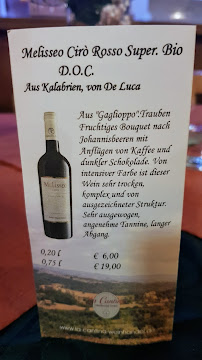 Melisseo Cirò Rosso Super. Bio
D.O.C.
Aus Kalabrien, von De Luca
Aus "Gaglioppo".Trauben
Fruchtiges Bouquet nach
Johannisbeeren mit
Anflügen von Kaffee und
dunkler Schokolade. Von
intensiver Farbe ist dieser
Wein sehr trocken,
komplex und von
ausgezeichneter Struktur.
Sehr ausgewogen,
angenehme Tannine, langer
Abgang.
0,20 l € 6,00
0,75 l € 19,00